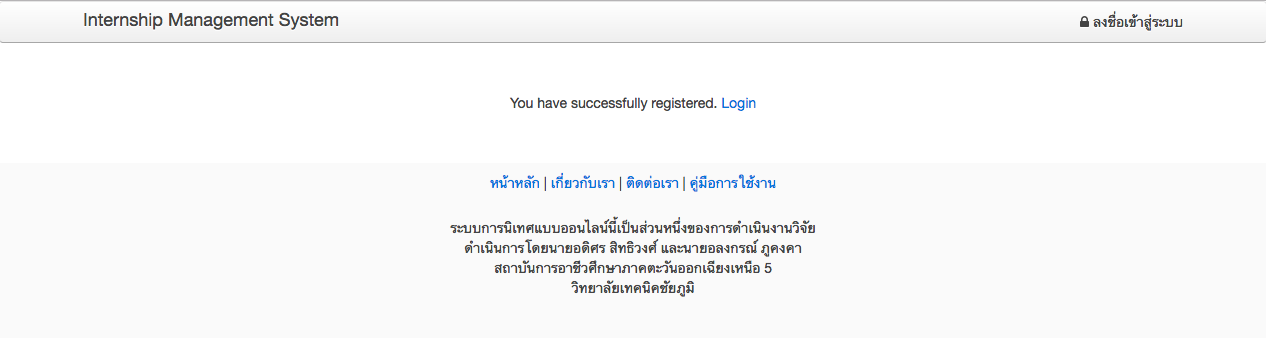 Internship Management System
ลงชื่อเข้าสู่ระบบ
You have successfully registered. Login
หน้าหลัก | เกี่ยวกับเรา | ติดต่อเรา | คู่มือการใช้งาน
ระบบการนิเทศแบบออนไลน์นี้เป็นส่วนหนึ่งของการดำเนินงานวิจัย
ดำเนินการโดยนายอดิศร สิทธิวงศ์ และนายอลงกรณ์ ภูคงคา
สถาบันการอาชีวศึกษาภาคตะวันออกเฉียงเหนือ 5
วิทยาลัยเทคนิคชัยภูมิ